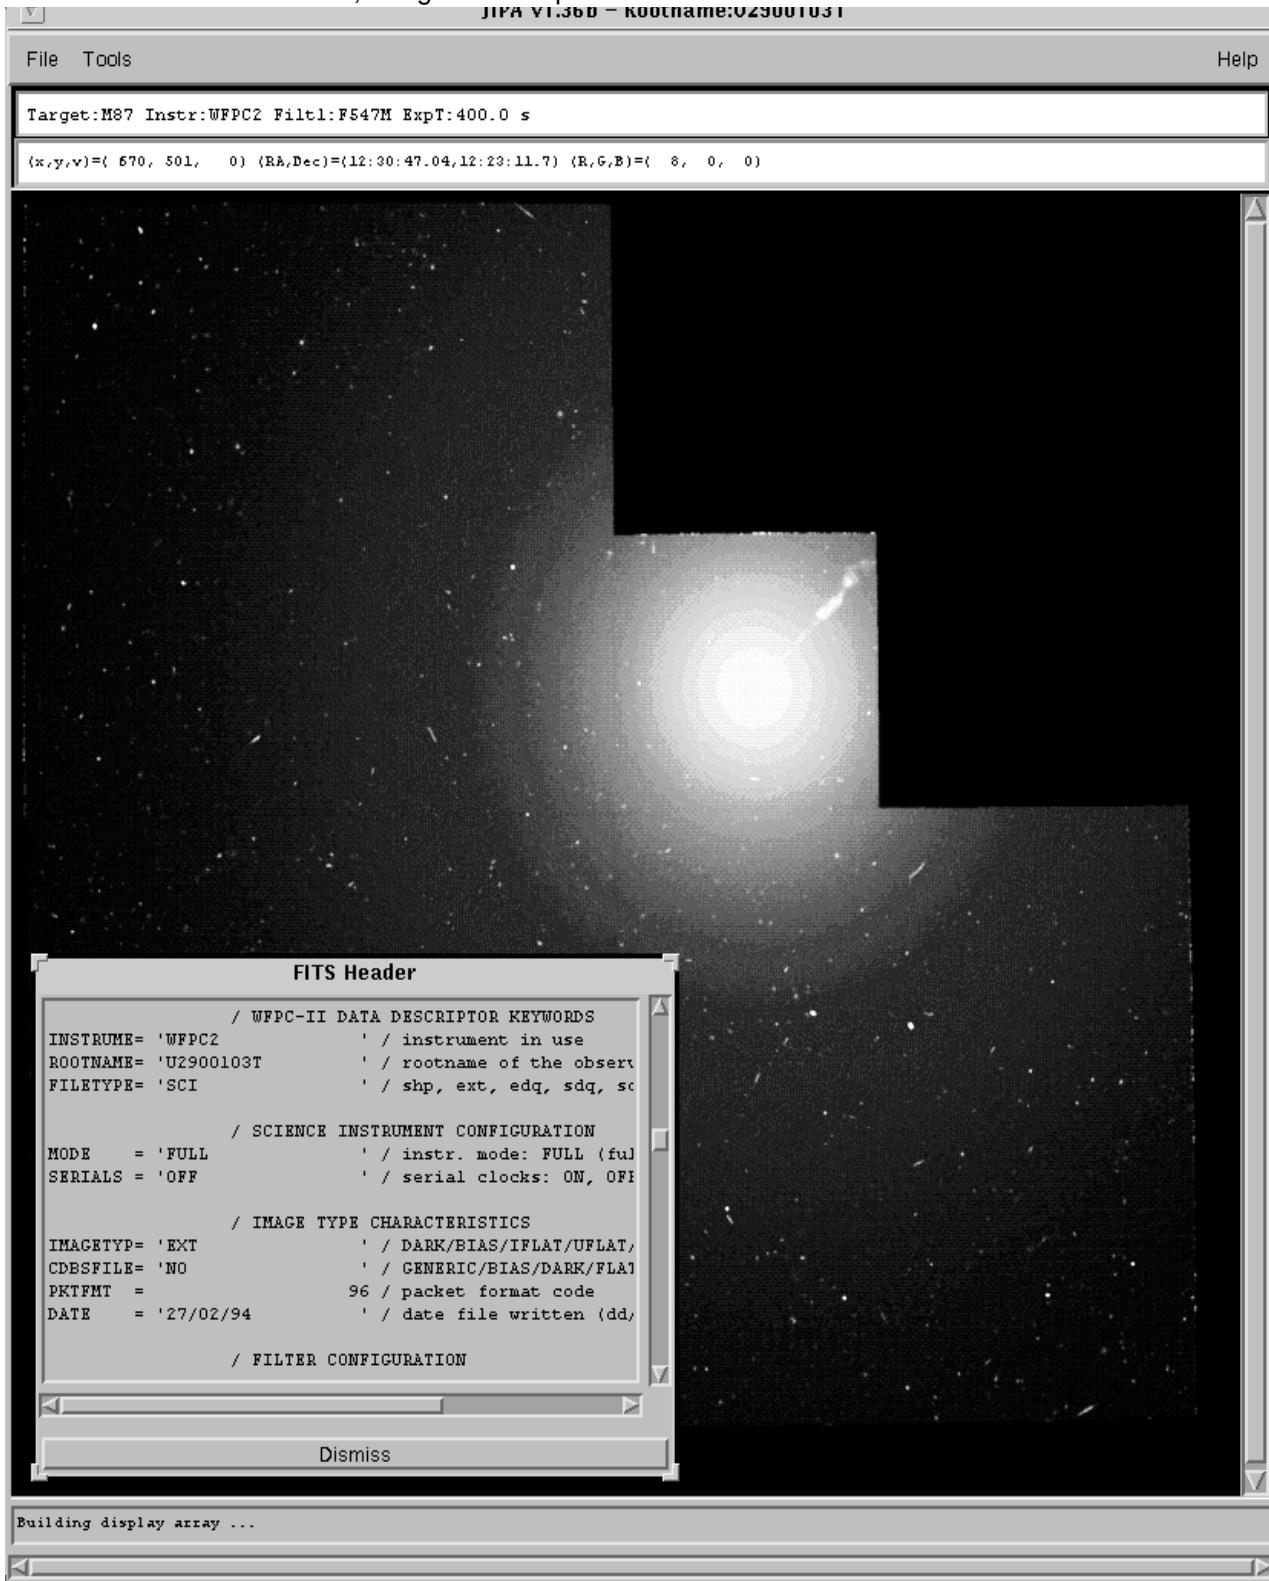 JIPA v1.36b – Rootname:U2900103T
File Tools Help
Target:M87 Instr:WFPC2 Filt1:F547M ExpT:400.0 s
(x,y,v)=( 670, 501, 0) (RA,Dec)=(12:30:47.04,12:23:11.7) (R,G,B)=( 8, 0, 0)
FITS Header
/ WFPC-II DATA DESCRIPTOR KEYWORDS
INSTRUME= 'WFPC2 ' / instrument in use
ROOTNAME= 'U2900103T ' / rootname of the observ
FILETYPE= 'SCI ' / shp, ext, edq, sdq, sc
/ SCIENCE INSTRUMENT CONFIGURATION
MODE = 'FULL ' / instr. mode: FULL (ful
SERIALS = 'OFF ' / serial clocks: ON, OFF
/ IMAGE TYPE CHARACTERISTICS
IMAGETYP= 'EXT ' / DARK/BIAS/IFLAT/UFLAT/
CDBSFILE= 'NO ' / GENERIC/BIAS/DARK/FLAT
PKTFMT = 96 / packet format code
DATE = '27/02/94 ' / date file written (dd/
/ FILTER CONFIGURATION
Dismiss
Building display array ...